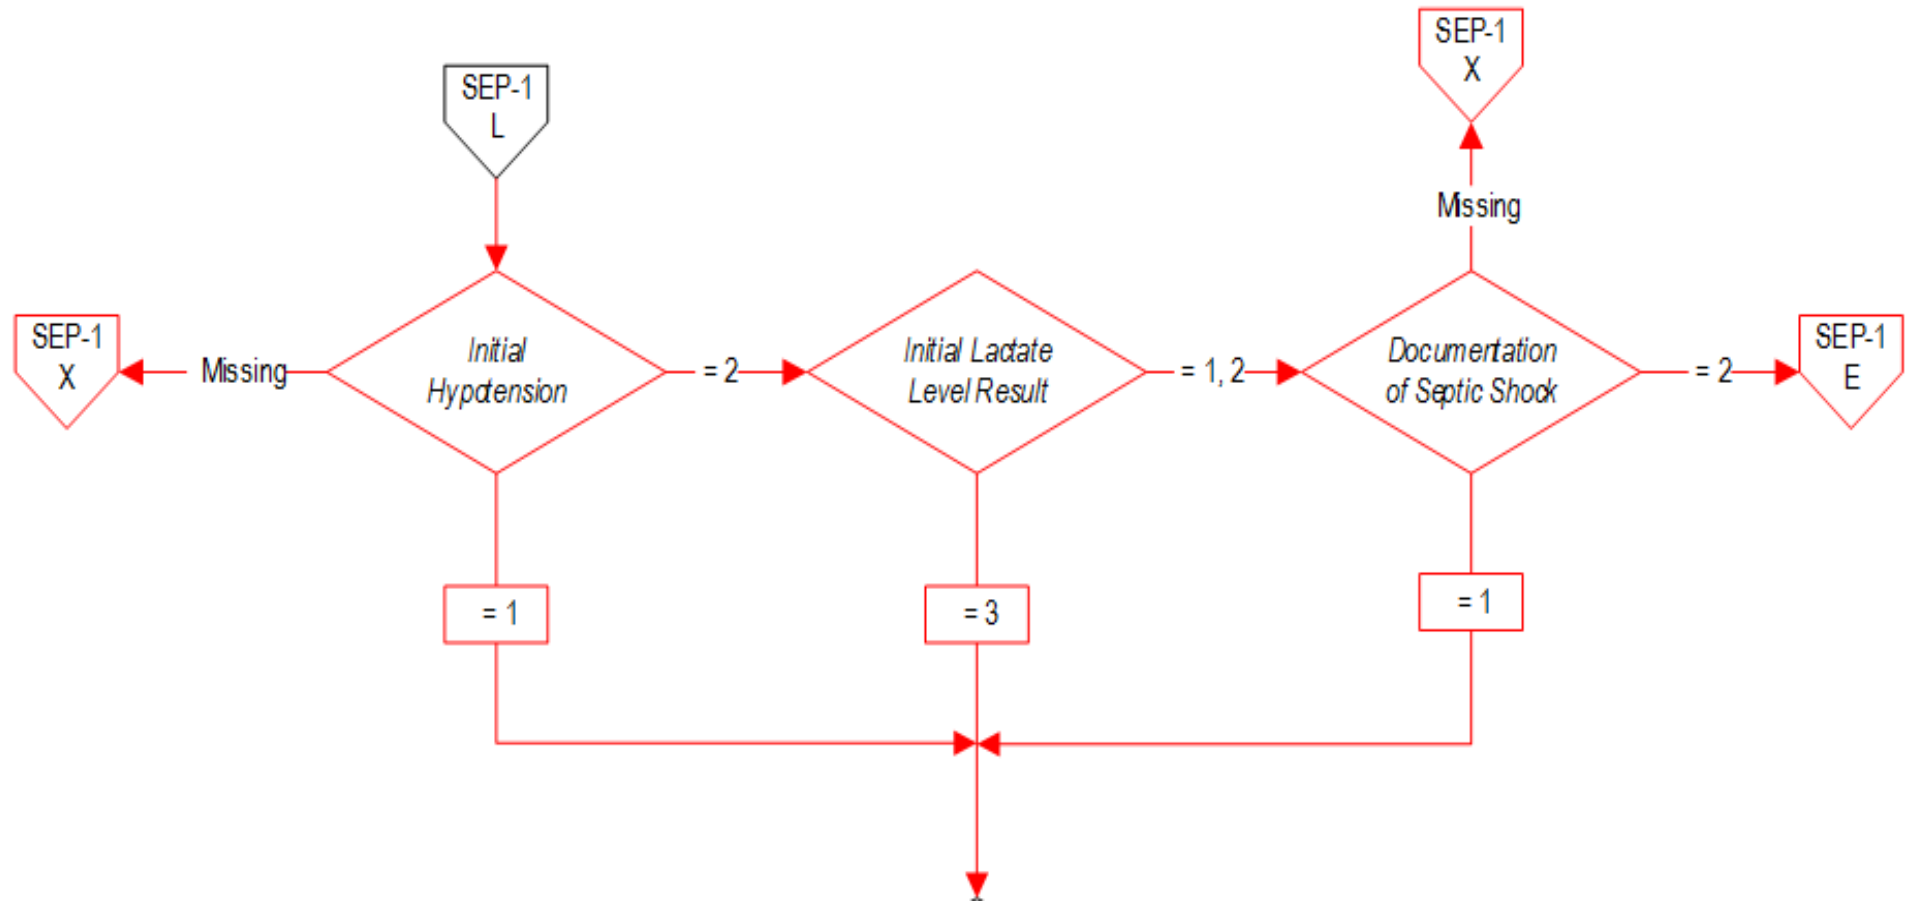 SEP-1
X
SEP-1
L
Missing
SEP-1
X
Missing
Initial
Hypotension
= 2
Initial Lactate
Level Result
= 1, 2
Documentation
of Septic Shock
= 2
SEP-1
E
= 1
= 3
= 1